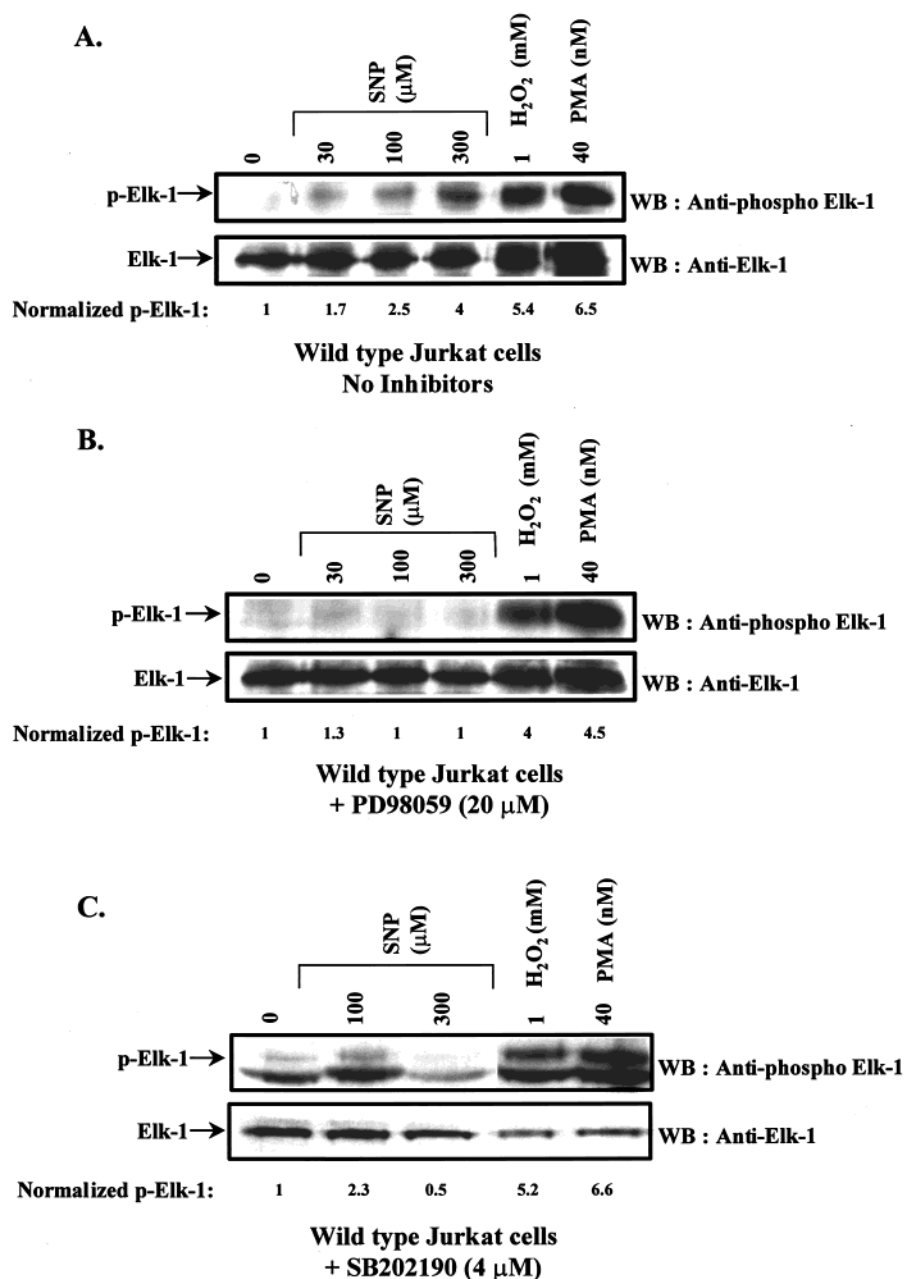 A.
SNP
(μM)
H₂O₂ (mM)
PMA (nM)
0 30 100 300 1 40
p-Elk-1 WB : Anti-phospho Elk-1
Elk-1 WB : Anti-Elk-1
Normalized p-Elk-1: 1 1.7 2.5 4 5.4 6.5
Wild type Jurkat cells
No Inhibitors
B.
SNP
(μM)
H₂O₂ (mM)
PMA (nM)
0 30 100 300 1 40
p-Elk-1 WB : Anti-phospho Elk-1
Elk-1 WB : Anti-Elk-1
Normalized p-Elk-1: 1 1.3 1 1 4 4.5
Wild type Jurkat cells
+ PD98059 (20 μM)
C.
SNP
(μM)
H₂O₂ (mM)
PMA (nM)
0 100 300 1 40
p-Elk-1 WB : Anti-phospho Elk-1
Elk-1 WB : Anti-Elk-1
Normalized p-Elk-1: 1 2.3 0.5 5.2 6.6
Wild type Jurkat cells
+ SB202190 (4 μM)